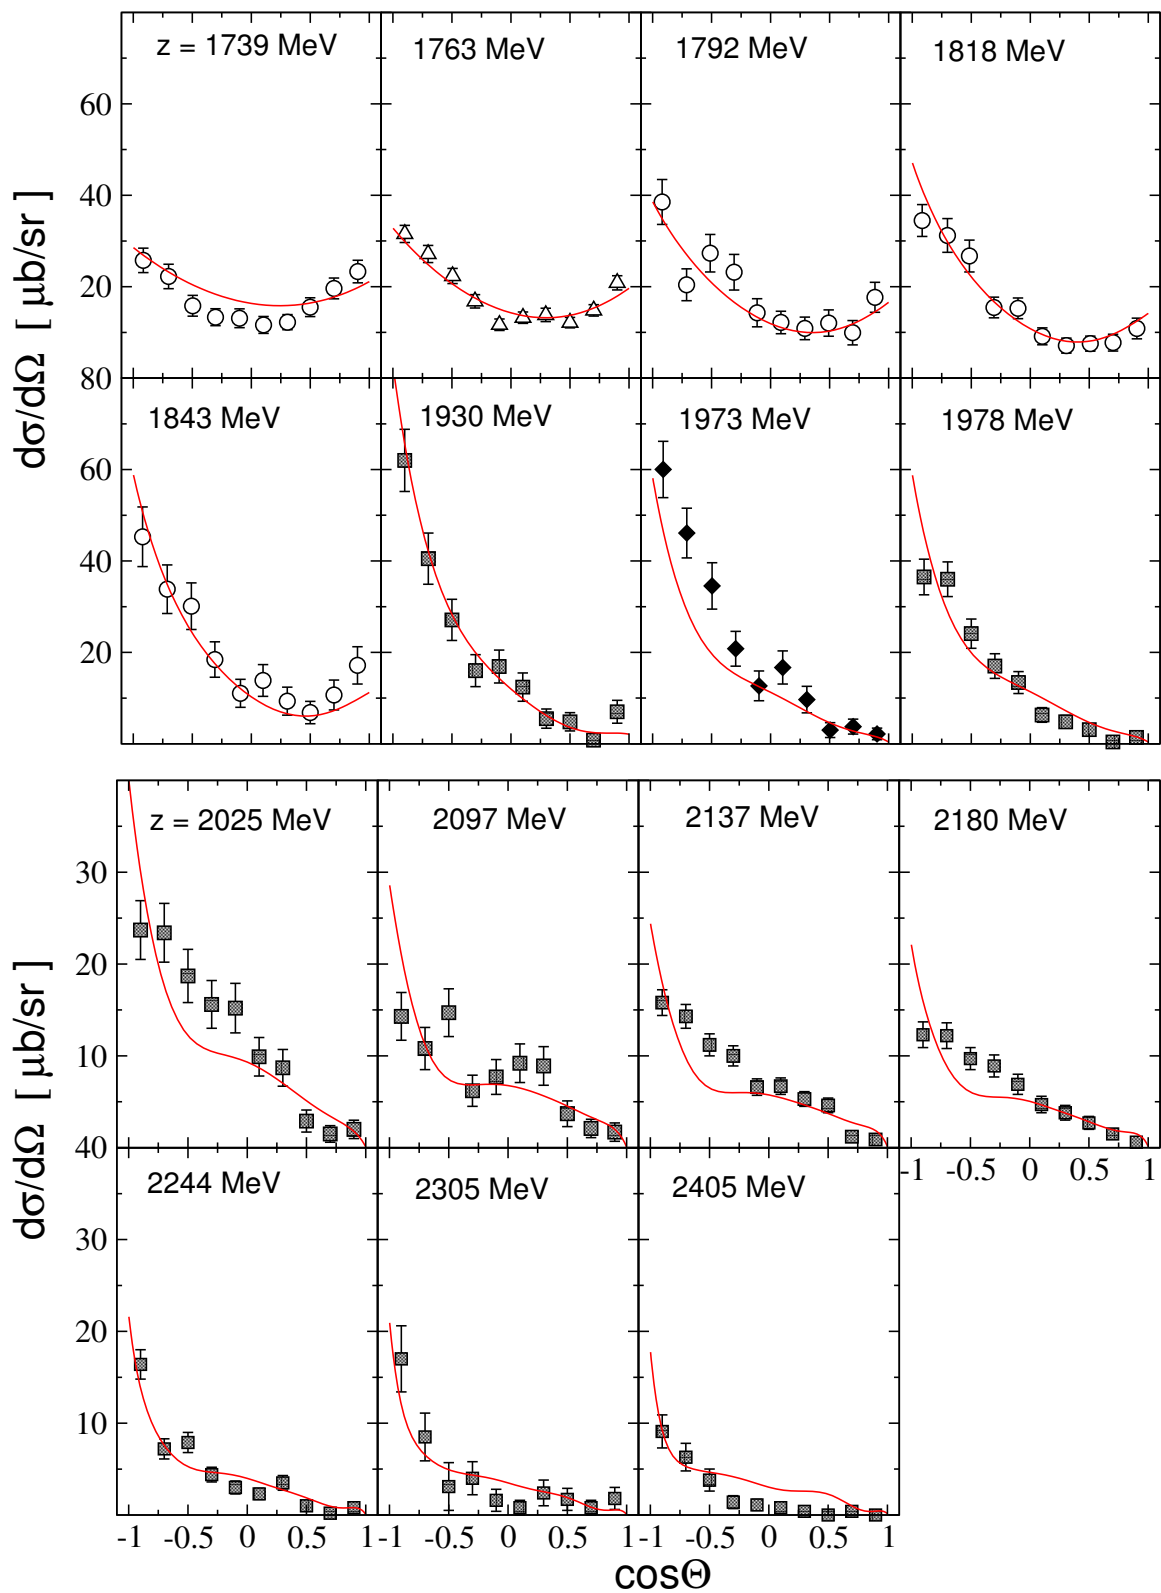 z = 1739 MeV
1763 MeV
1792 MeV
1818 MeV
60
40
20
80
dσ/dΩ [ μb/sr ]
1843 MeV
1930 MeV
1973 MeV
1978 MeV
60
40
20
z = 2025 MeV
2097 MeV
2137 MeV
2180 MeV
30
20
10
40
dσ/dΩ [ μb/sr ]
-1 -0.5 0 0.5 1
2244 MeV
2305 MeV
2405 MeV
30
20
10
-1 -0.5 0 0.5 1 -0.5 0 0.5 1 -0.5 0 0.5 1
cosΘ